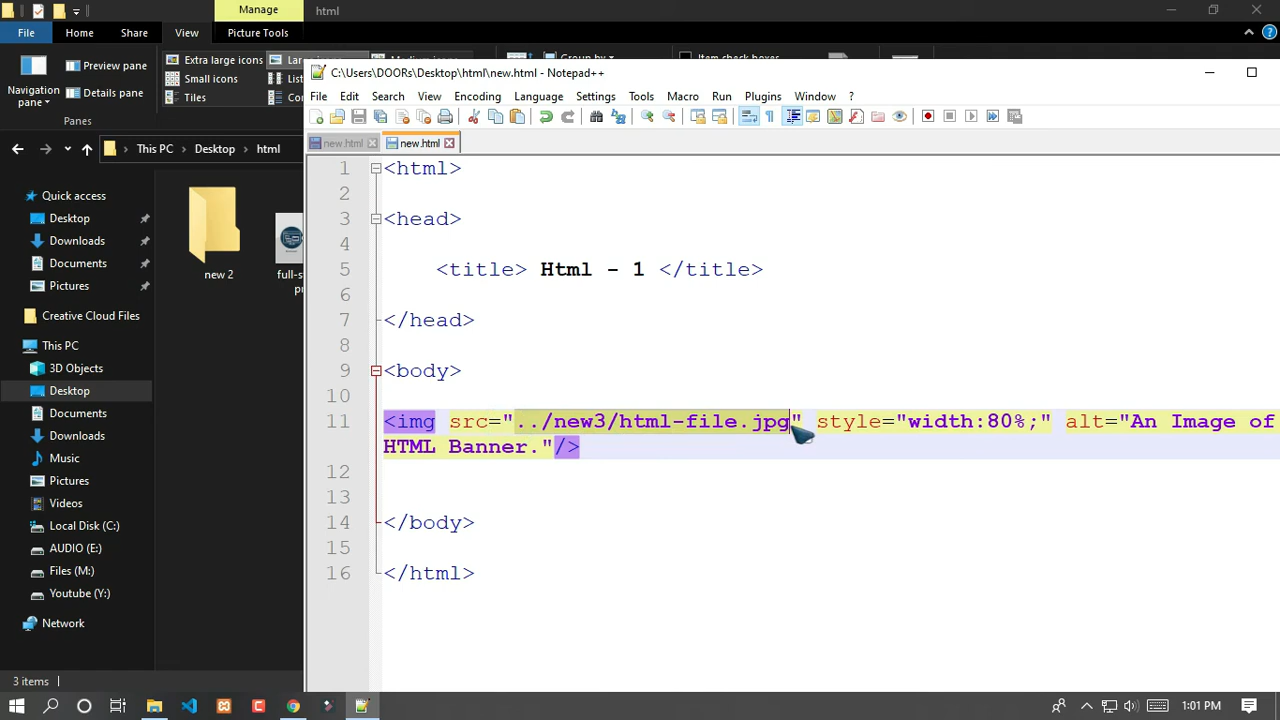 Manage
html
File
Home
Share
View
Picture Tools
Preview pane
Details pane
Navigation
pane
Panes
Extra large icons
Small icons
Tiles
Group by
Item check boxes
C:\Users\DOORs\Desktop\html\new.html - Notepad++
File Edit Search View Encoding Language Settings Tools Macro Run Plugins Window ?
new.html
new.html
This PC
Desktop
html
Quick access
Desktop
Downloads
Documents
Pictures
Creative Cloud Files
This PC
3D Objects
Desktop
Documents
Downloads
Music
Pictures
Videos
Local Disk (C:)
AUDIO (E:)
Files (M:)
Youtube (Y:)
Network
new 2
full-s
3 items
1 <html>
2
3 <head>
4
5 <title> Html - 1 </title>
6
7 </head>
8
9 <body>
10
11 <img src="../new3/html-file.jpg" style="width:80%;" alt="An Image of
HTML Banner."/>
12
13
14 </body>
15
16 </html>
1:01 PM